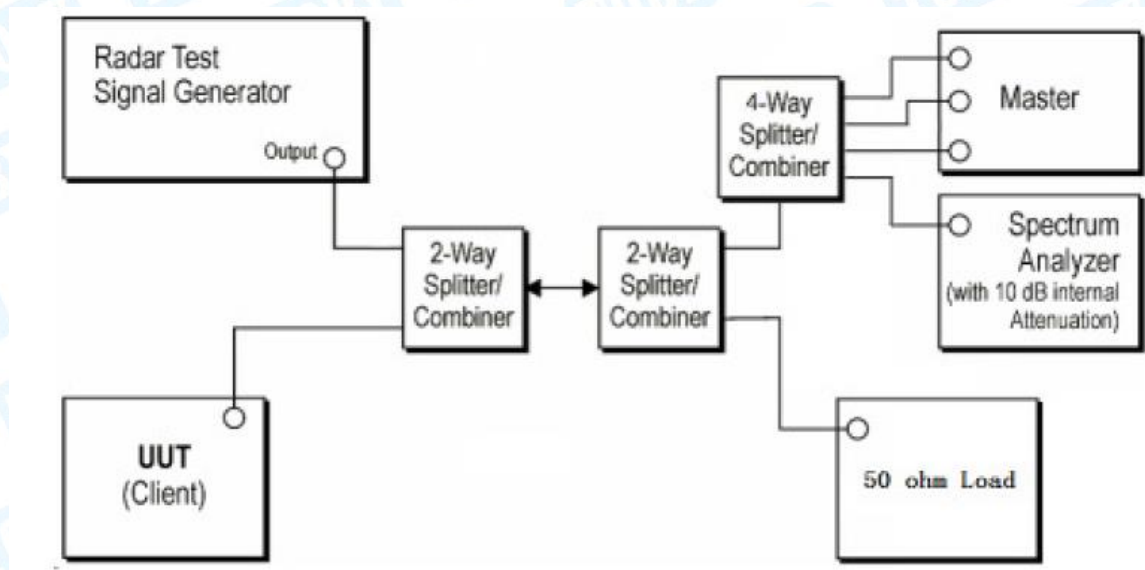 Radar Test
Signal Generator
Output
4-Way
Splitter/
Combiner
Master
Spectrum
Analyzer
(with 10 dB internal
Attenuation)
2-Way
Splitter/
Combiner
2-Way
Splitter/
Combiner
UUT
(Client)
50 ohm Load